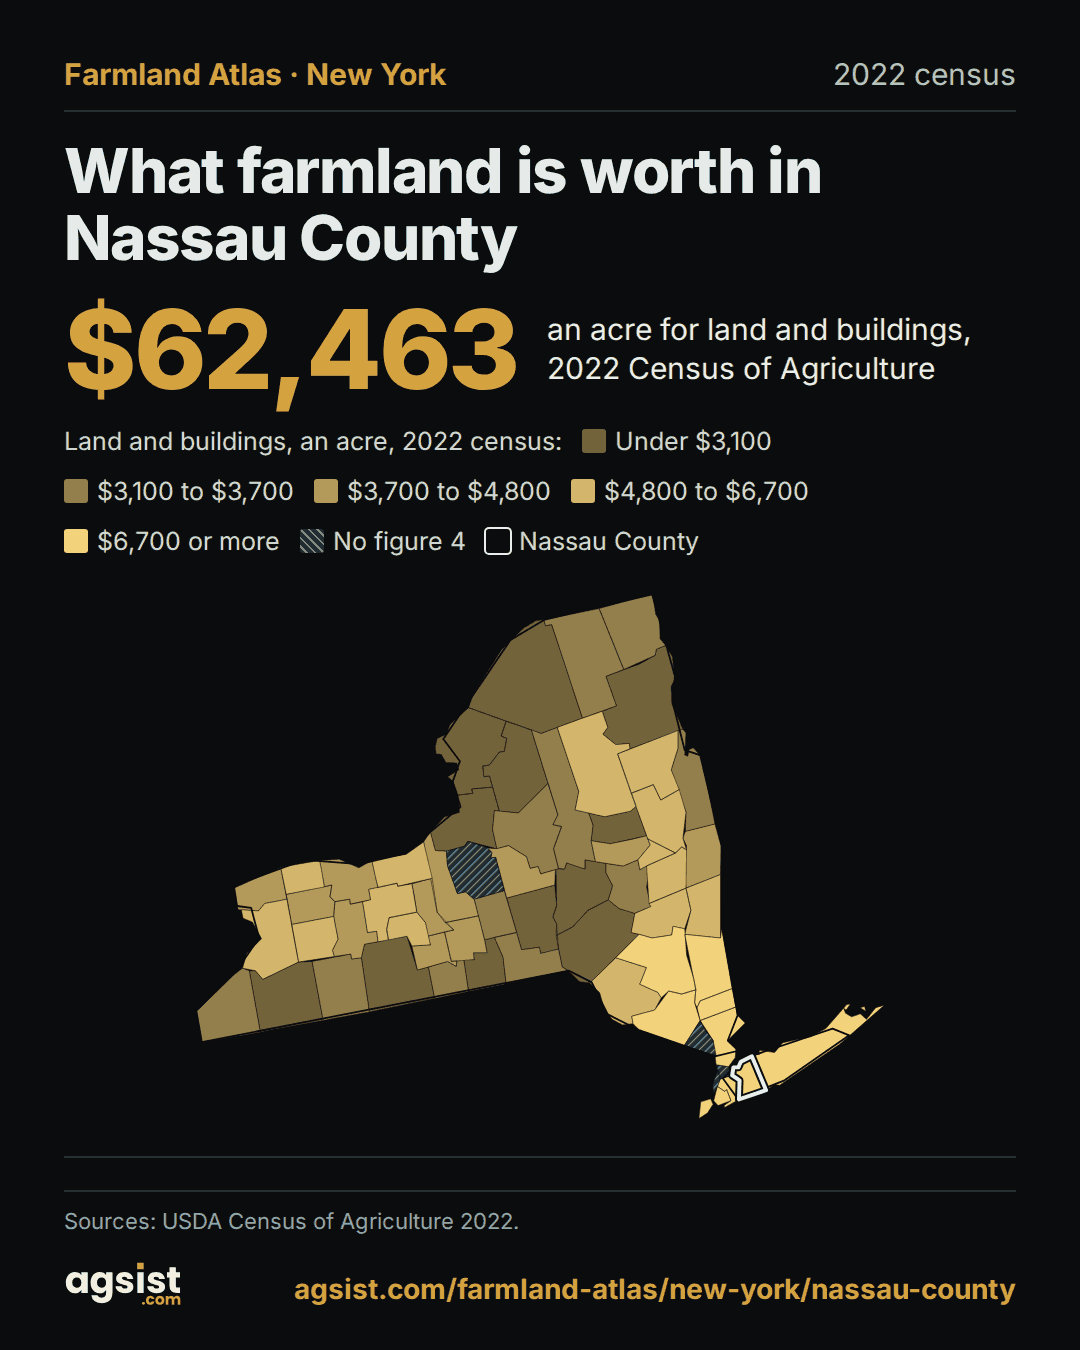 Farmland Atlas · New York
2022 census
What farmland is worth in
Nassau County
$62,463
an acre for land and buildings,
2022 Census of Agriculture
Land and buildings, an acre, 2022 census: Under $3,100
$3,100 to $3,700 $3,700 to $4,800 $4,800 to $6,700
$6,700 or more No figure 4 Nassau County
Sources: USDA Census of Agriculture 2022.
agsist
.com
agsist.com/farmland-atlas/new-york/nassau-county